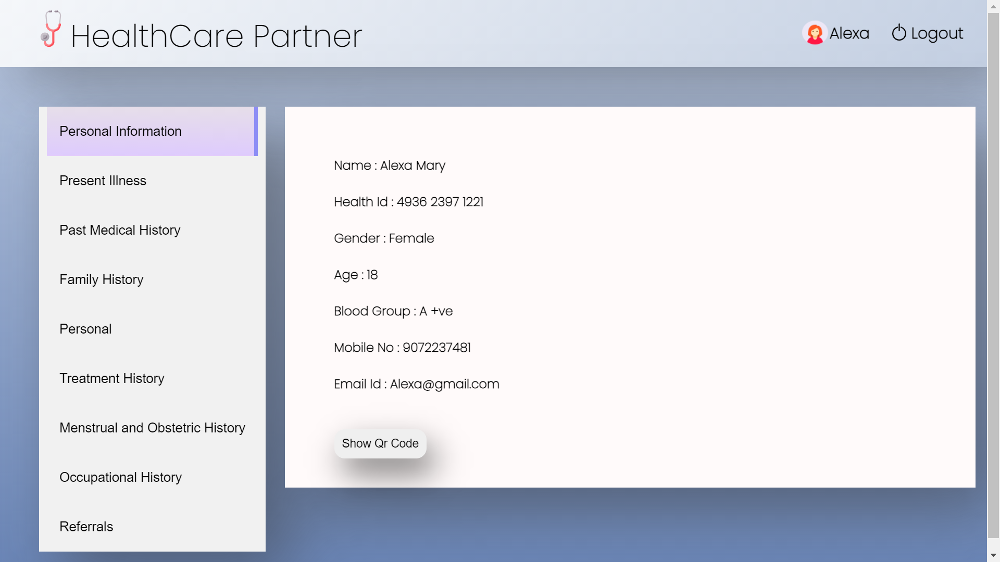 HealthCare Partner
Alexa
Logout
Personal Information
Present Illness
Past Medical History
Family History
Personal
Treatment History
Menstrual and Obstetric History
Occupational History
Referrals
Name : Alexa Mary
Health Id : 4936 2397 1221
Gender : Female
Age : 18
Blood Group : A +ve
Mobile No : 9072237481
Email Id : Alexa@gmail.com
Show Qr Code